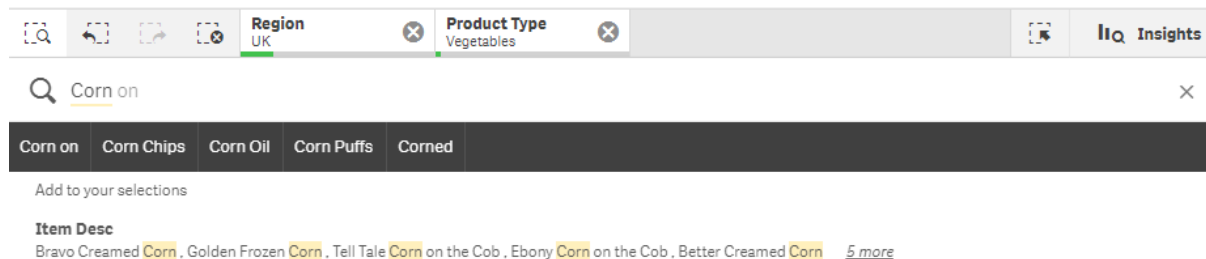 Region
UK
Product Type
Vegetables
Insights
Corn on
Corn on Corn Chips Corn Oil Corn Puffs Corned
Add to your selections
Item Desc
Bravo Creamed Corn , Golden Frozen Corn , Tell Tale Corn on the Cob , Ebony Corn on the Cob , Better Creamed Corn 5 more